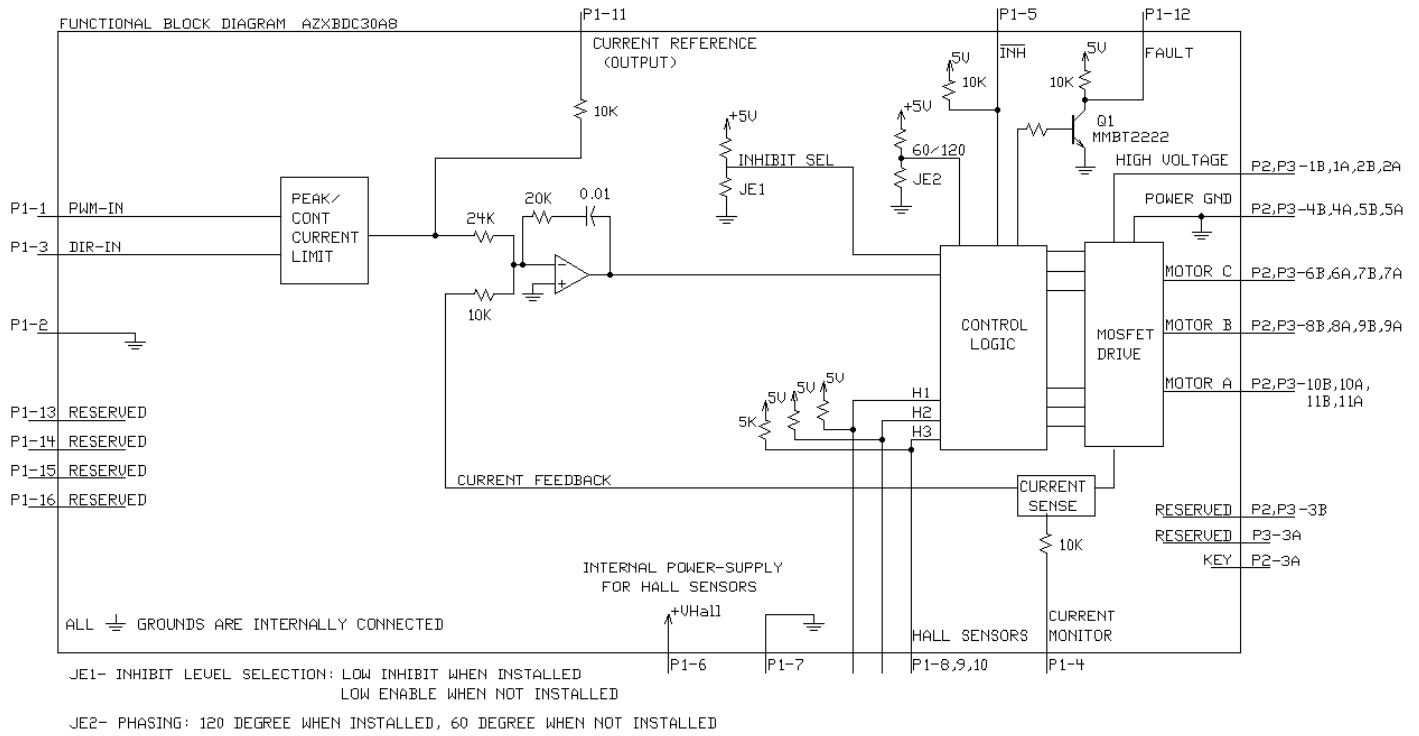 FUNCTIONAL BLOCK DIAGRAM AZXBDC30A8
P1-11
P1-5
P1-12
CURRENT REFERENCE
(OUTPUT)
INH
FAULT
5V
10K
5V
10K
10K
+5V
+5V
Q1
MMBT2222
INHIBIT SEL
60/120
HIGH VOLTAGE
P2,P3-1B,1A,2B,2A
JE1
JE2
PEAK/
CONT
CURRENT
LIMIT
20K
0.01
POWER GND
P2,P3-4B,4A,5B,5A
P1-1
PWM-IN
24K
P1-3
DIR-IN
-
+
MOTOR C
P2,P3-6B,6A,7B,7A
10K
P1-2
CONTROL
LOGIC
MOSFET
DRIVE
MOTOR B
P2,P3-8B,8A,9B,9A
MOTOR A
P2,P3-10B,10A,
11B,11A
5V
5V
5V
5K
H1
H2
H3
P1-13 RESERVED
P1-14 RESERVED
P1-15 RESERVED
P1-16 RESERVED
CURRENT FEEDBACK
CURRENT
SENSE
10K
RESERVED P2,P3-3B
RESERVED P3-3A
KEY P2-3A
INTERNAL POWER-SUPPLY
FOR HALL SENSORS
+VHall
ALL GROUNDS ARE INTERNALLY CONNECTED
HALL SENSORS
CURRENT
MONITOR
P1-6
P1-7
P1-8,9,10
P1-4
JE1- INHIBIT LEVEL SELECTION: LOW INHIBIT WHEN INSTALLED
LOW ENABLE WHEN NOT INSTALLED
JE2- PHASING: 120 DEGREE WHEN INSTALLED, 60 DEGREE WHEN NOT INSTALLED